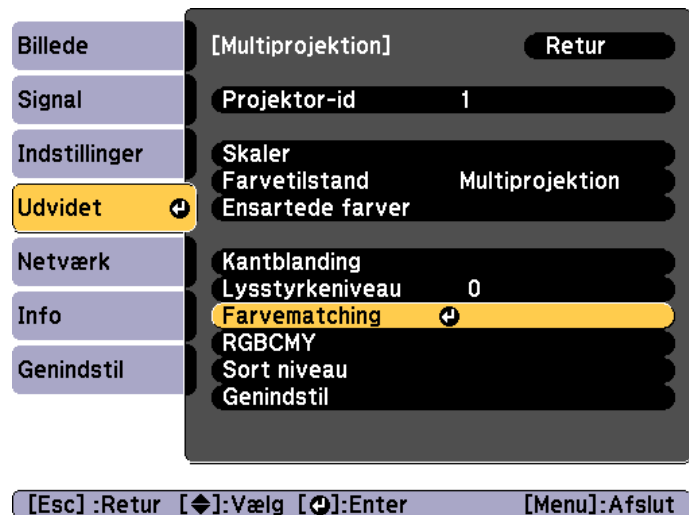 Billede
Signal
Indstillinger
Udvidet
Netværk
Info
Genindstil
[Multiprojektion] Retur
Projektor-id 1
Skaler
Farvetilstand Multiprojektion
Ensartede farver
Kantblanding
Lysstyrkeniveau 0
Farvematching
RGBCMY
Sort niveau
Genindstil
[Esc] :Retur [◆]:Vælg [⏎]:Enter [Menu]:Afslut